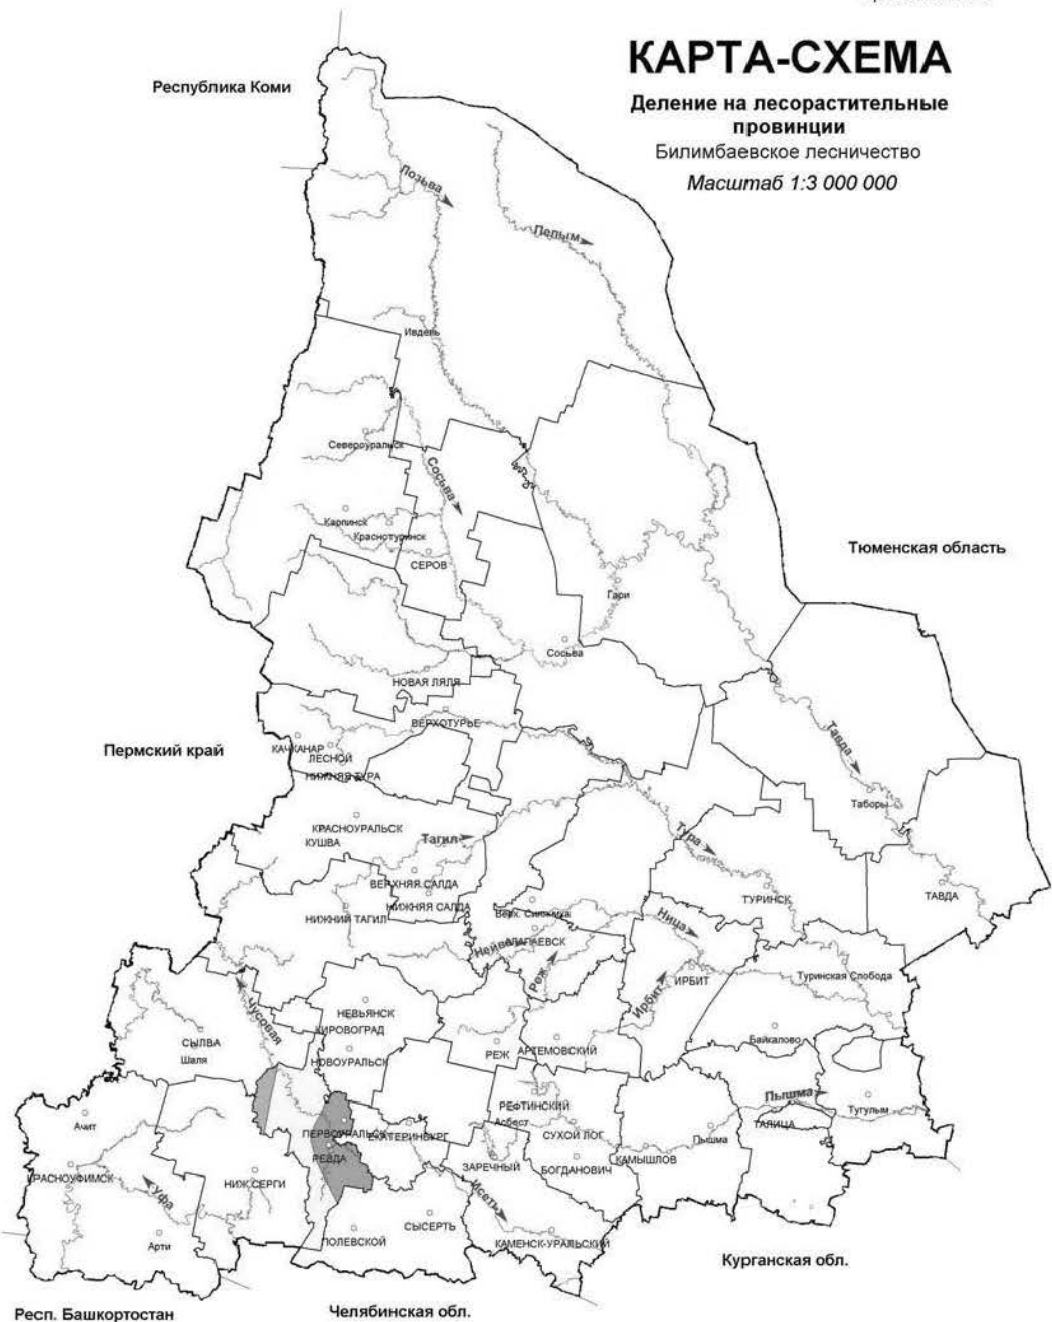 КАРТА-СХЕМА
Деление на лесорастительные
провинции
Билимбаевское лесничество
Масштаб 1:3 000 000
Республика Коми
Лозьва
Пелым
Ивдель
Североуральск
Сосьва
Карпинск
Краснотурьинск
СЕРОВ
Тюменская область
Гари
Сосьва
НОВАЯ ЛЯЛЯ
ВЕРХОТУРЬЕ
Пермский край
КАЧКАНАР
ЛЕСНОЙ
НИЖНЯЯ ТУРА
Тавда
Таборы
КРАСНОУРАЛЬСК
КУШВА
Тагил
Тура
ВЕРХНЯЯ САЛДА
НИЖНЯЯ САЛДА
НИЖНИЙ ТАГИЛ
ТУРИНСК
ТАВДА
Верх. Синячиха
Ница
АЛАПАЕВСК
Нейва
Реж
ИРБИТ
Ирбит
Туринская Слобода
Чусовая
НЕВЬЯНСК
КИРОВОГРАД
СЫЛВА
Шаля
НОВОУРАЛЬСК
РЕЖ
АРТЕМОВСКИЙ
Байкалово
Пышма
Тугулым
РЕФТИНСКИЙ
Асбест
ТАЛИЦА
Ачит
ПЕРВОУРАЛЬСК
ЕКАТЕРИНБУРГ
СУХОЙ ЛОГ
Пышма
РЕВДА
ЗАРЕЧНЫЙ
БОГДАНОВИЧ
КАМЫШЛОВ
КРАСНОУФИМСК
Уфа
НИЖ.СЕРГИ
Исеть
СЫСЕРТЬ
ПОЛЕВСКОЙ
КАМЕНСК-УРАЛЬСКИЙ
Арти
Курганская обл.
Респ. Башкортостан
Челябинская обл.